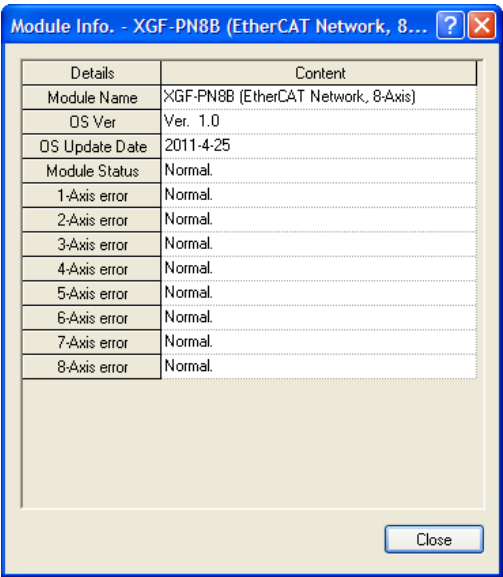 Module Info. - XGF-PN8B (EtherCAT Network, 8...
Details Content
Module Name XGF-PN8B (EtherCAT Network, 8-Axis)
OS Ver Ver. 1.0
OS Update Date 2011-4-25
Module Status Normal.
1-Axis error Normal.
2-Axis error Normal.
3-Axis error Normal.
4-Axis error Normal.
5-Axis error Normal.
6-Axis error Normal.
7-Axis error Normal.
8-Axis error Normal.
Close